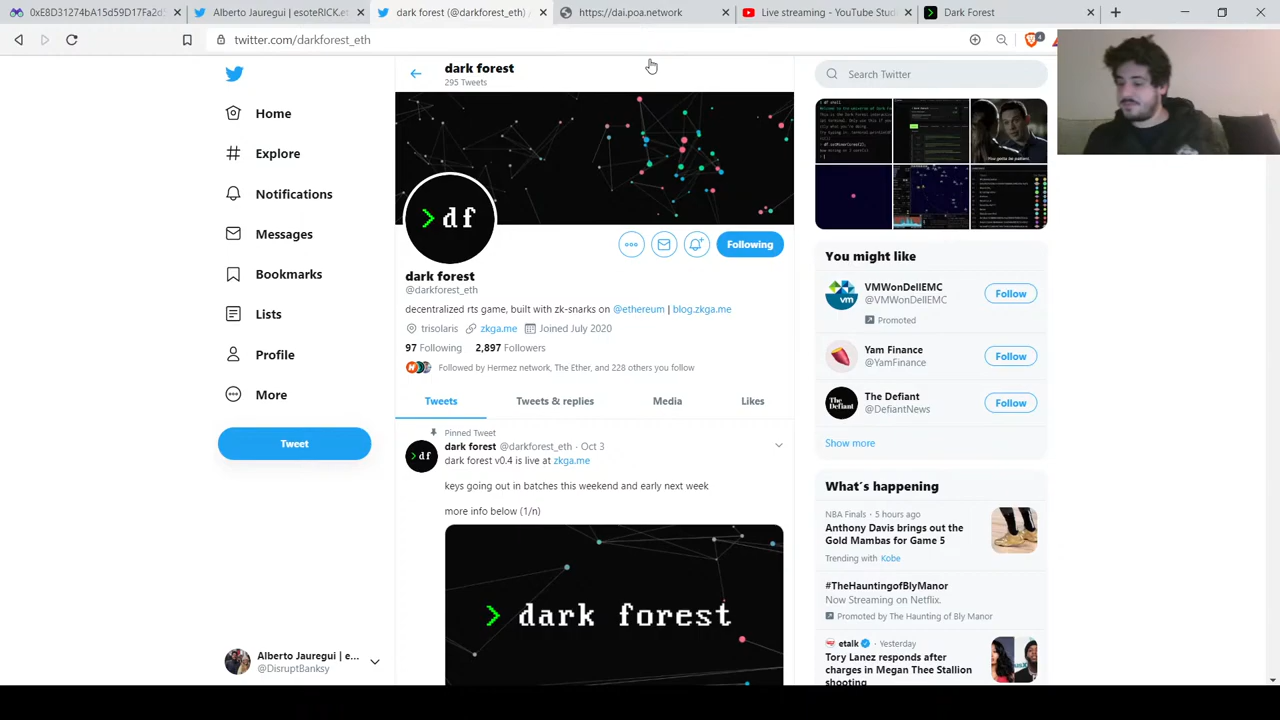 0xE8D31274bA15d59D17Fa2d5
Alberto Jauregui | esoteRICK.et
dark forest (@darkforest_eth) /
https://dai.poa.network
Live streaming - YouTube Stud
Dark Forest
twitter.com/darkforest_eth
4
dark forest
295 Tweets
Search Twitter
Home
Explore
Notifications
Messages
Bookmarks
Lists
Profile
More
Tweet
>df
Following
dark forest
@darkforest_eth
decentralized rts game, built with zk-snarks on @ethereum | blog.zkga.me
trisolaris zkga.me Joined July 2020
97 Following 2,897 Followers
Followed by Hermez network, The Ether, and 228 others you follow
Tweets
Tweets & replies
Media
Likes
Pinned Tweet
>df
dark forest @darkforest_eth · Oct 3
dark forest v0.4 is live at zkga.me
keys going out in batches this weekend and early next week
more info below (1/n)
> dark forest
You might like
VMWonDellEMC
@VMWonDellEMC
Follow
Promoted
Yam Finance
@YamFinance
Follow
The Defiant
@DefiantNews
Follow
Show more
What's happening
NBA Finals · 5 hours ago
Anthony Davis brings out the
Gold Mambas for Game 5
Trending with Kobe
#TheHauntingofBlyManor
Now Streaming on Netflix.
Promoted by The Haunting of Bly Manor
etalk · Yesterday
Tory Lanez responds after
charges in Megan Thee Stallion
shooting
Alberto Jauregui | e...
@DisruptBanksy